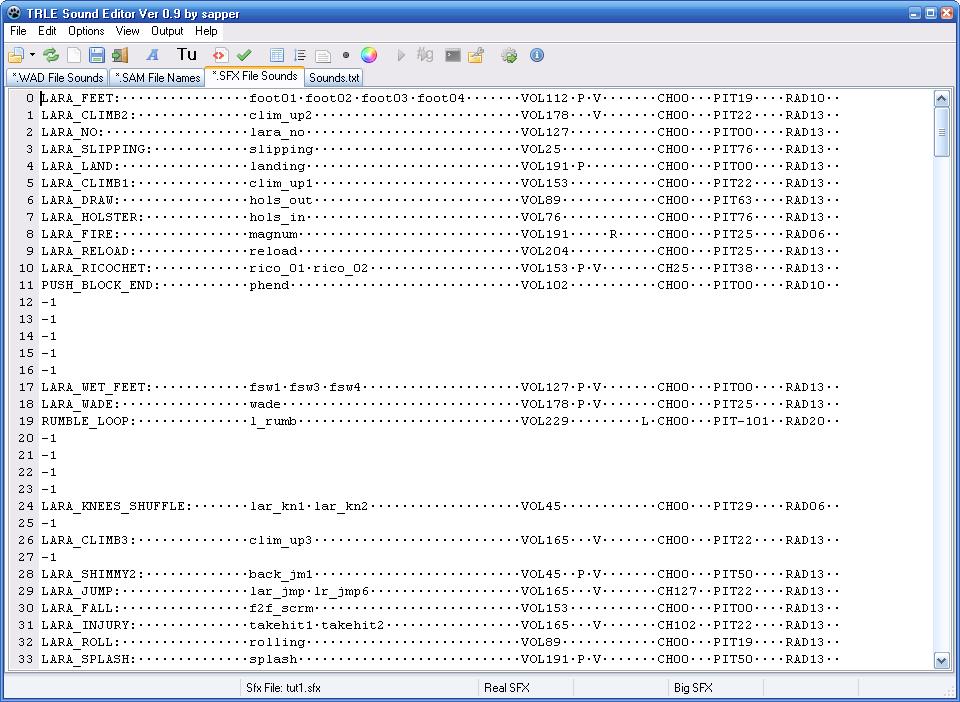 TRLE Sound Editor Ver 0.9 by sapper
File Edit Options View Output Help
A Tu
*.WAD File Sounds *.SAM File Names *.SFX File Sounds Sounds.txt
0 LARA_FEET: foot01 foot02 foot03 foot04 VOL112 P V CH00 PIT19 RAD10
1 LARA_CLIMB2: clim_up2 VOL178 V CH00 PIT22 RAD13
2 LARA_NO: lara_no VOL127 CH00 PIT00 RAD13
3 LARA_SLIPPING: slipping VOL25 CH00 PIT76 RAD13
4 LARA_LAND: landing VOL191 P CH00 PIT00 RAD13
5 LARA_CLIMB1: clim_up1 VOL153 CH00 PIT22 RAD13
6 LARA_DRAW: hols_out VOL89 CH00 PIT63 RAD13
7 LARA_HOLSTER: hols_in VOL76 CH00 PIT76 RAD13
8 LARA_FIRE: magnum VOL191 R CH00 PIT25 RAD06
9 LARA_RELOAD: reload VOL204 CH00 PIT25 RAD13
10 LARA_RICOCHET: rico_01 rico_02 VOL153 P V CH25 PIT38 RAD13
11 PUSH_BLOCK_END: phend VOL102 CH00 PIT00 RAD10
12 -1
13 -1
14 -1
15 -1
16 -1
17 LARA_WET_FEET: fsw1 fsw3 fsw4 VOL127 P V CH00 PIT00 RAD13
18 LARA_WADE: wade VOL178 P V CH00 PIT25 RAD13
19 RUMBLE_LOOP: l_rumb VOL229 L CH00 PIT-101 RAD20
20 -1
21 -1
22 -1
23 -1
24 LARA_KNEES_SHUFFLE: lar_kn1 lar_kn2 VOL45 CH00 PIT29 RAD06
25 -1
26 LARA_CLIMB3: clim_up3 VOL165 V CH00 PIT22 RAD13
27 -1
28 LARA_SHIMMY2: back_jm1 VOL45 P V CH00 PIT50 RAD13
29 LARA_JUMP: lar_jmp lr_jmp6 VOL165 V CH127 PIT22 RAD13
30 LARA_FALL: f2f_scrm VOL153 CH00 PIT00 RAD13
31 LARA_INJURY: takehit1 takehit2 VOL165 V CH102 PIT22 RAD13
32 LARA_ROLL: rolling VOL89 CH00 PIT19 RAD13
33 LARA_SPLASH: splash VOL191 P V CH00 PIT50 RAD13
Sfx File: tut1.sfx Real SFX Big SFX